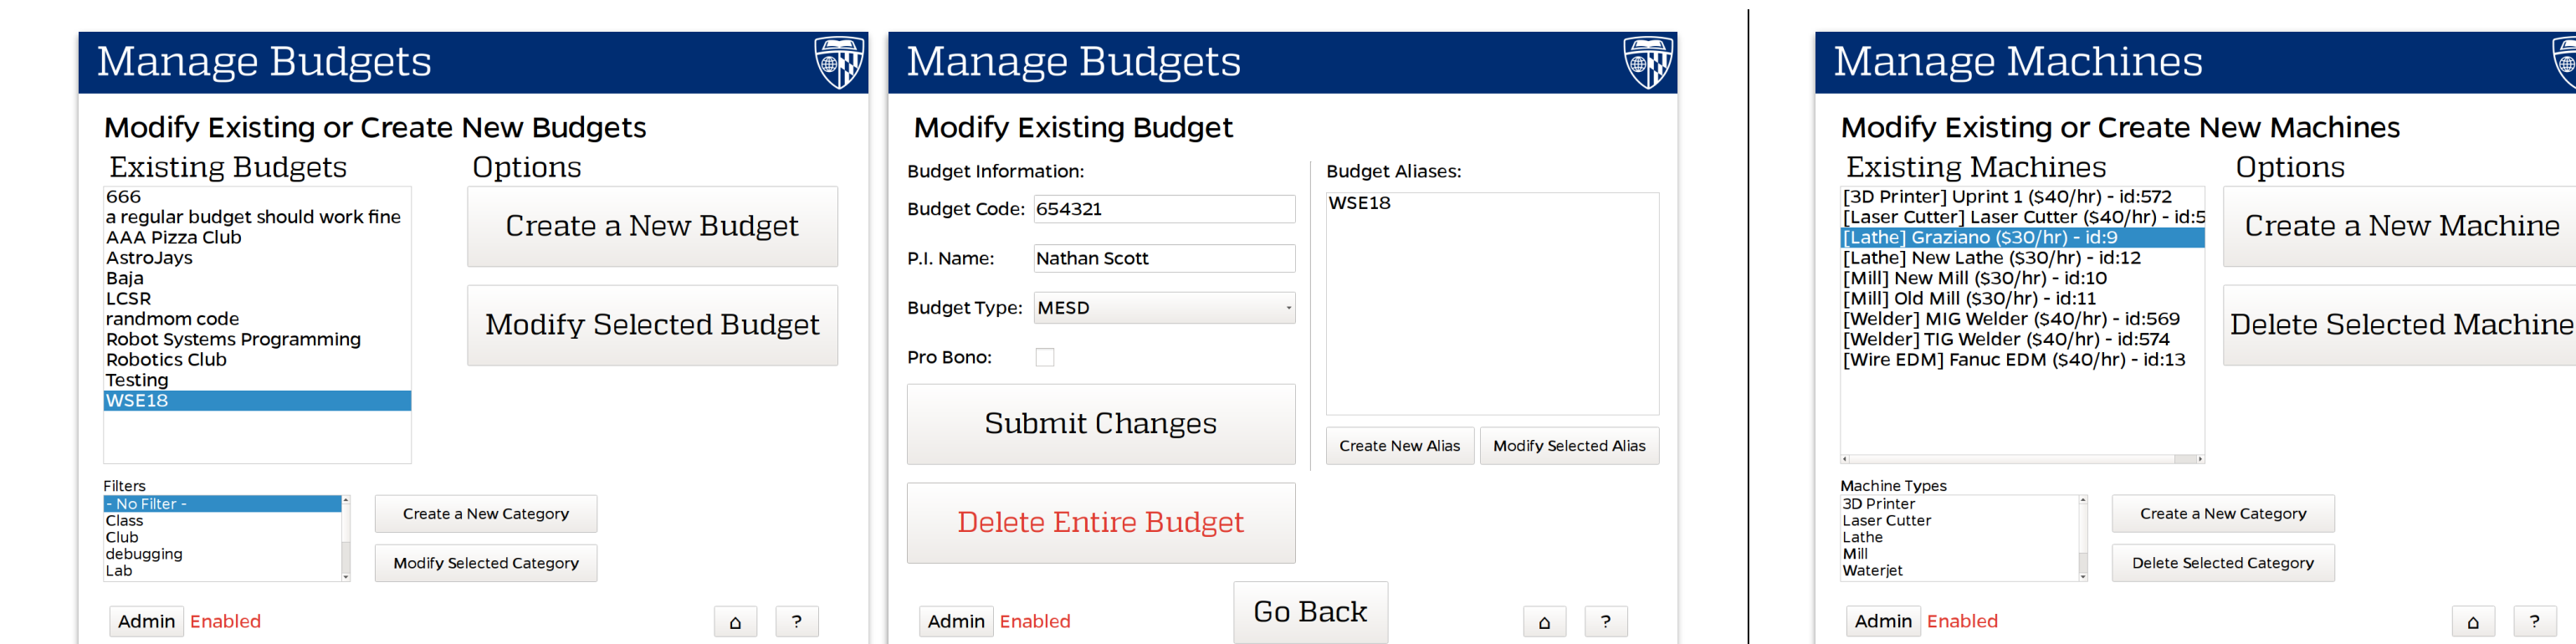 Manage Budgets
Modify Existing or Create New Budgets
Existing Budgets
666
a regular budget should work fine
AAA Pizza Club
AstroJays
Baja
LCSR
randmom code
Robot Systems Programming
Robotics Club
Testing
WSE18
Options
Create a New Budget
Modify Selected Budget
Filters
- No Filter -
Class
Club
debugging
Lab
Create a New Category
Modify Selected Category
Admin Enabled
⌂ ?
Manage Budgets
Modify Existing Budget
Budget Information:
Budget Code: 654321
P.I. Name: Nathan Scott
Budget Type: MESD
Pro Bono:
Submit Changes
Delete Entire Budget
Budget Aliases:
WSE18
Create New Alias
Modify Selected Alias
Admin Enabled
Go Back
⌂ ?
Manage Machines
Modify Existing or Create New Machines
Existing Machines
[3D Printer] Uprint 1 ($40/hr) - id:572
[Laser Cutter] Laser Cutter ($40/hr) - id:5
[Lathe] Graziano ($30/hr) - id:9
[Lathe] New Lathe ($30/hr) - id:12
[Mill] New Mill ($30/hr) - id:10
[Mill] Old Mill ($30/hr) - id:11
[Welder] MIG Welder ($40/hr) - id:569
[Welder] TIG Welder ($40/hr) - id:574
[Wire EDM] Fanuc EDM ($40/hr) - id:13
Options
Create a New Machine
Delete Selected Machine
Machine Types
3D Printer
Laser Cutter
Lathe
Mill
Waterjet
Create a New Category
Delete Selected Category
Admin Enabled
⌂ ?